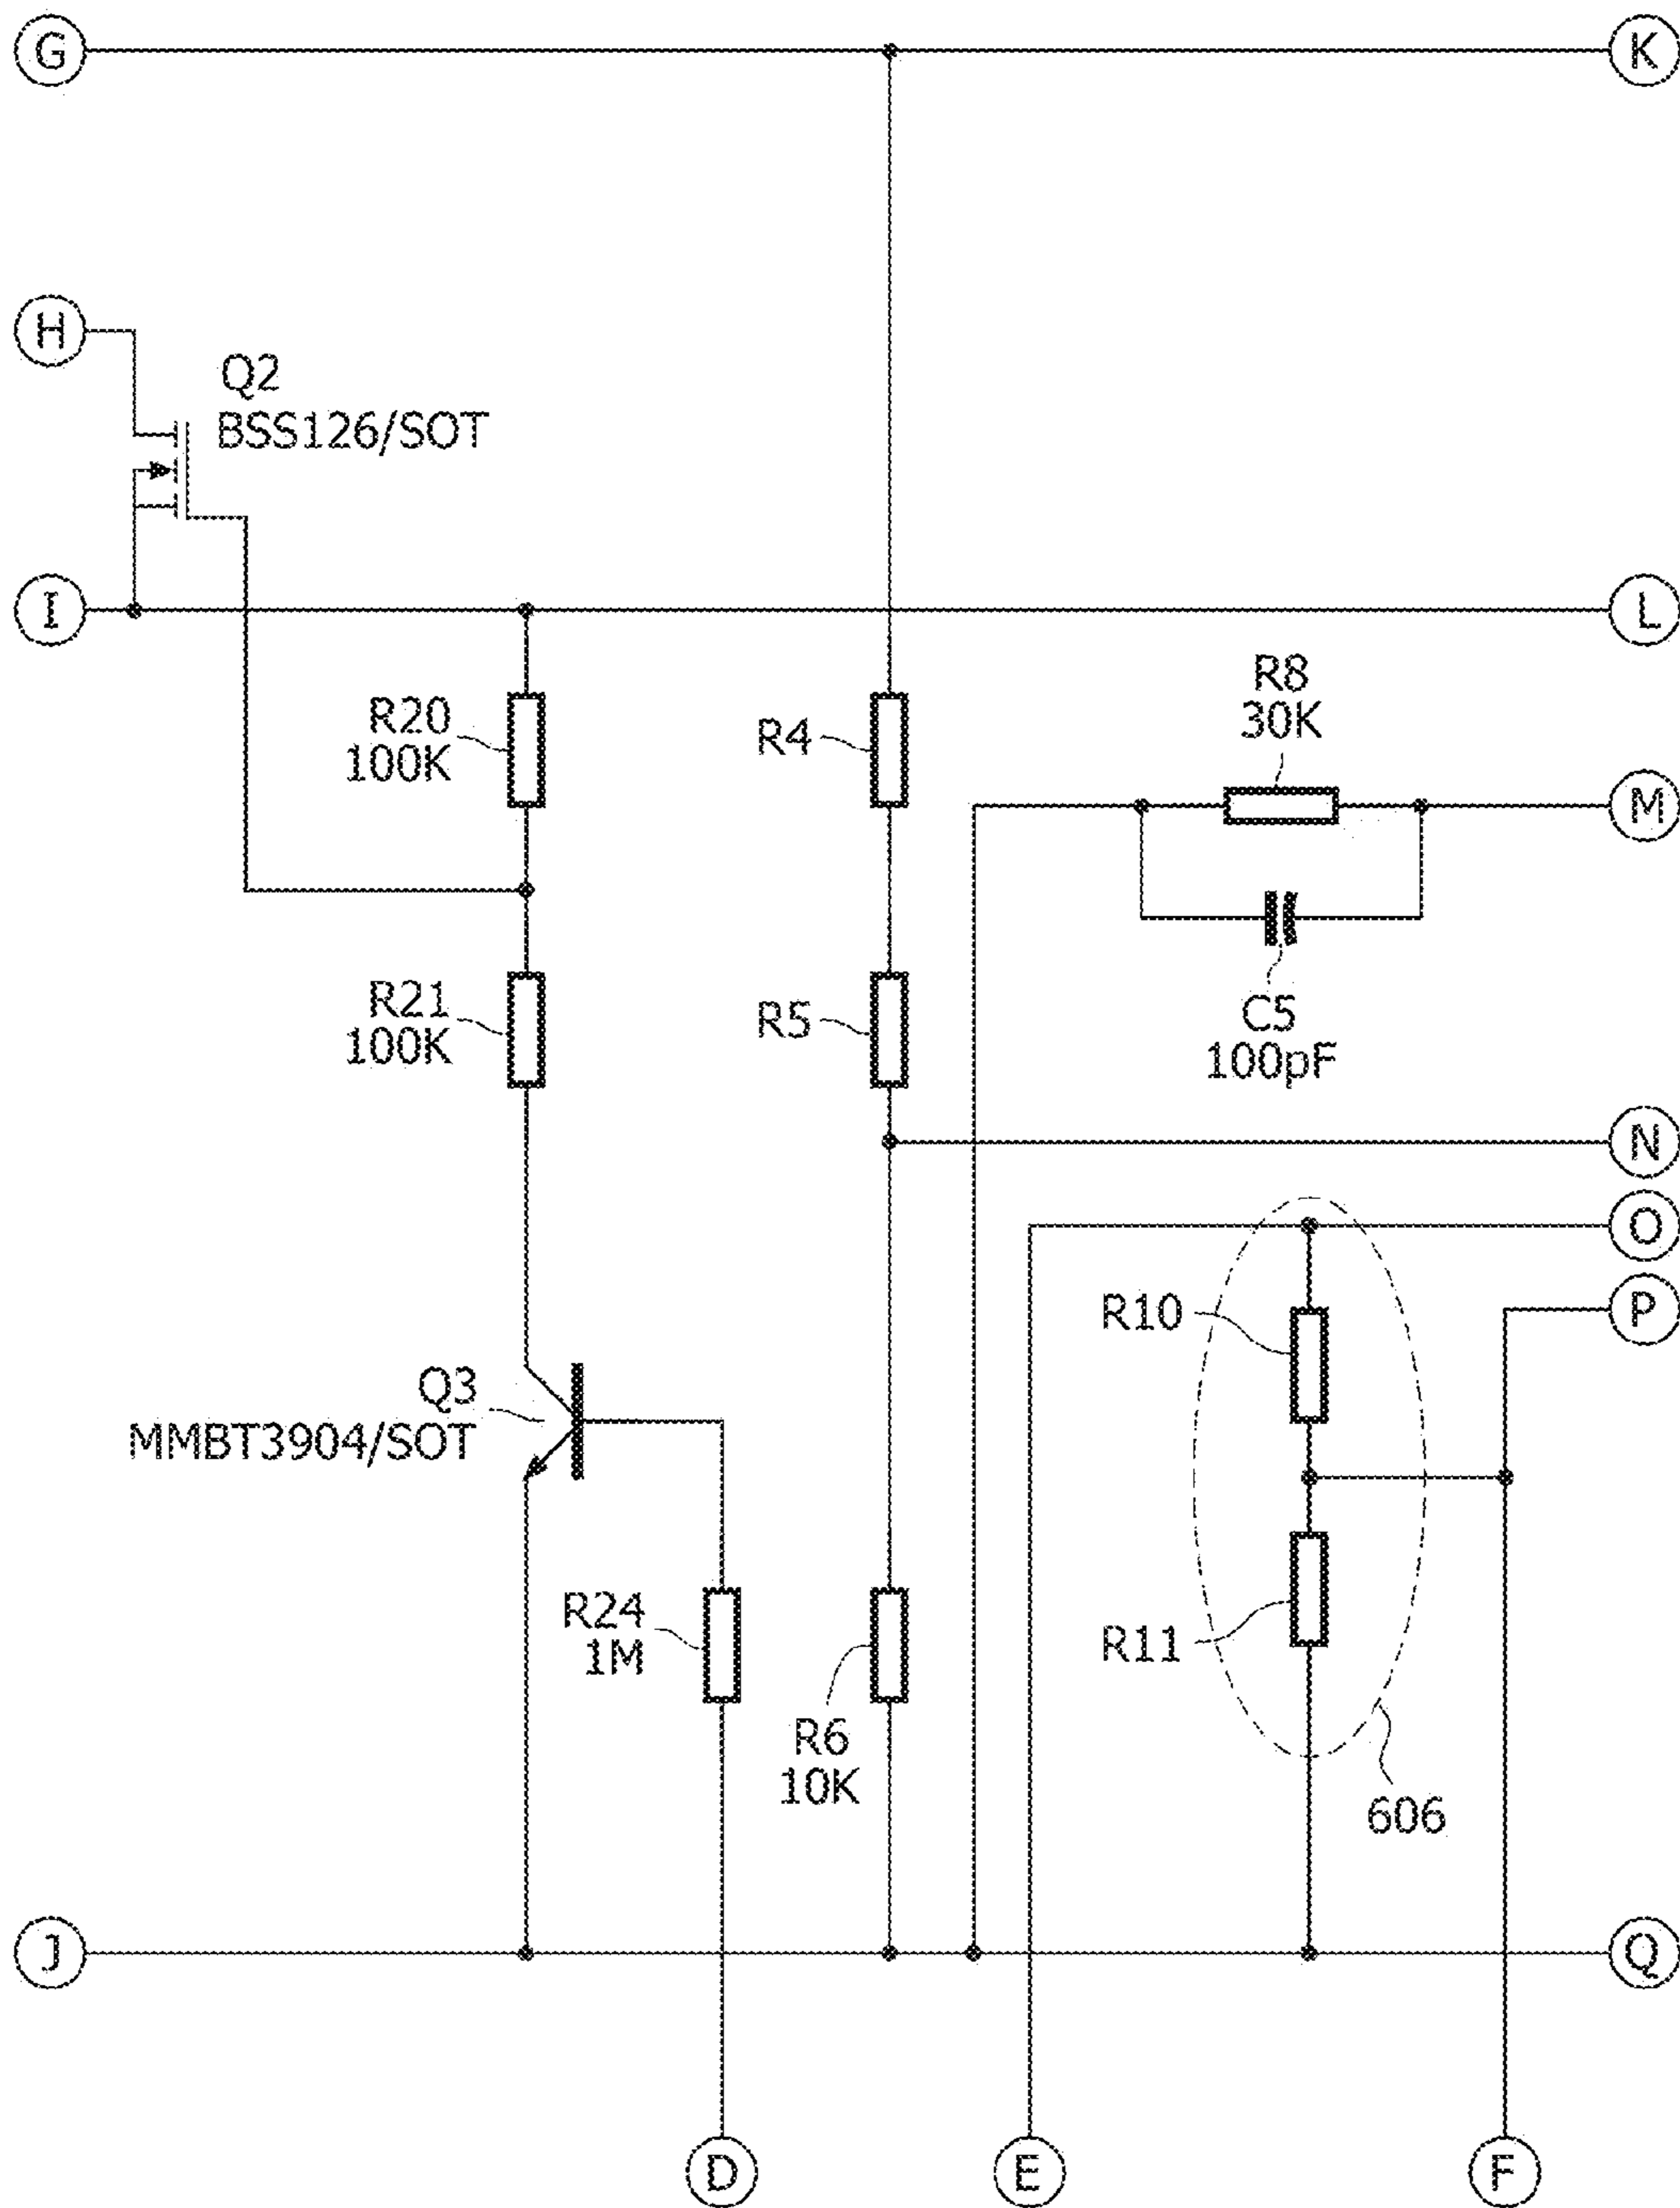 G
K
H
Q2
BSS126/SOT
I
L
R8
30K
R20
100K
R4
M
R21
100K
R5
C5
100pF
N
O
R10
P
Q3
MMBT3904/SOT
R24
1M
R11
R6
10K
606
J
Q
D
E
F